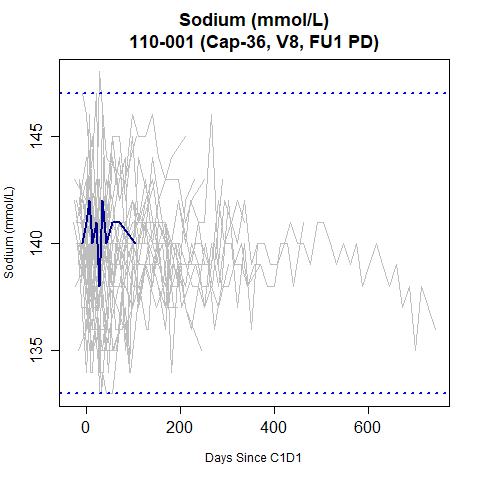 Sodium (mmol/L)
110-001 (Cap-36, V8, FU1 PD)
Sodium (mmol/L)
145
140
135
0
200
400
600
Days Since C1D1